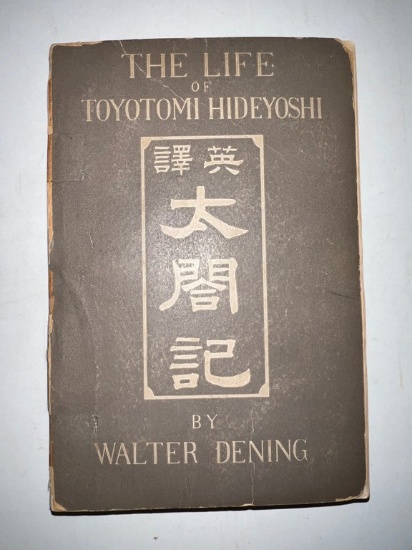 THE LIFE
OF
TOYOTOMI HIDEYOSHI
譯英
太
閤
記
BY
WALTER DENING